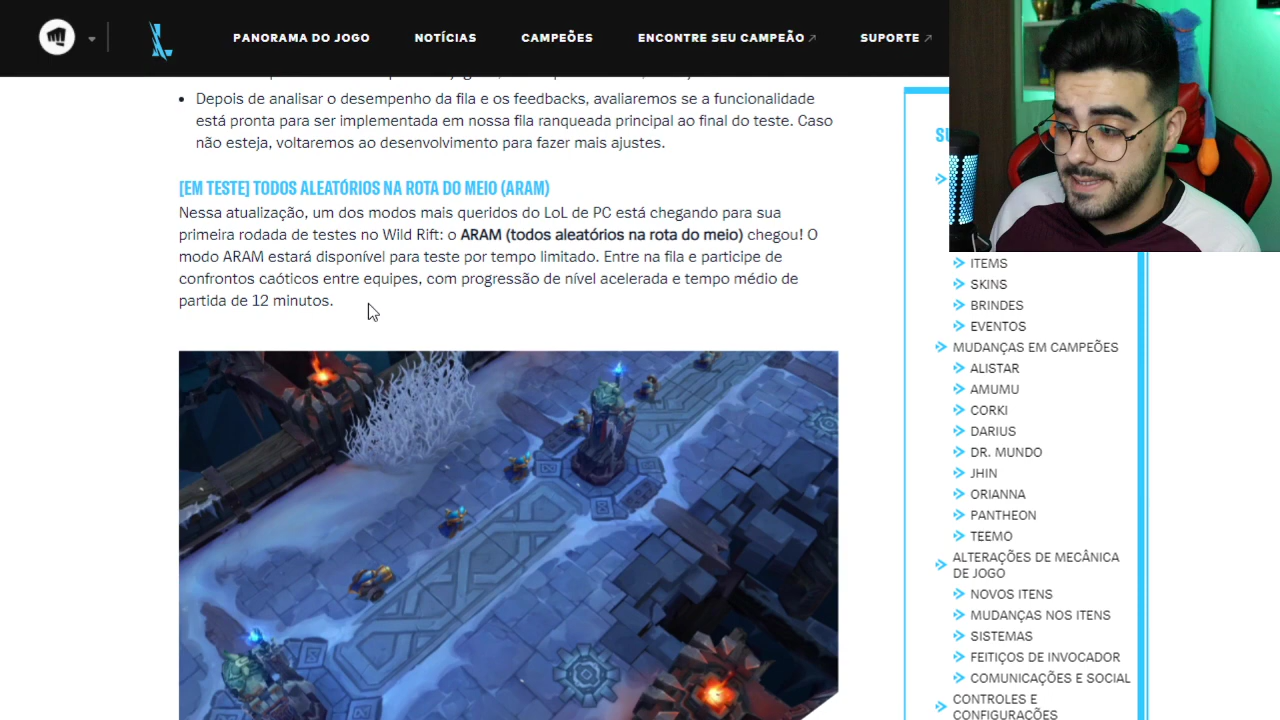 PANORAMA DO JOGO
NOTÍCIAS
CAMPEÕES
ENCONTRE SEU CAMPEÃO
SUPORTE
Depois de analisar o desempenho da fila e os feedbacks, avaliaremos se a funcionalidade
está pronta para ser implementada em nossa fila ranqueada principal ao final do teste. Caso
não esteja, voltaremos ao desenvolvimento para fazer mais ajustes.
[EM TESTE] TODOS ALEATÓRIOS NA ROTA DO MEIO (ARAM)
Nessa atualização, um dos modos mais queridos do LoL de PC está chegando para sua
primeira rodada de testes no Wild Rift: o ARAM (todos aleatórios na rota do meio) chegou! O
modo ARAM estará disponível para teste por tempo limitado. Entre na fila e participe de
confrontos caóticos entre equipes, com progressão de nível acelerada e tempo médio de
partida de 12 minutos.
ITEMS
SKINS
BRINDES
EVENTOS
MUDANÇAS EM CAMPEÕES
ALISTAR
AMUMU
CORKI
DARIUS
DR. MUNDO
JHIN
ORIANNA
PANTHEON
TEEMO
ALTERAÇÕES DE MECÂNICA
DE JOGO
NOVOS ITENS
MUDANÇAS NOS ITENS
SISTEMAS
FEITIÇOS DE INVOCADOR
COMUNICAÇÕES E SOCIAL
CONTROLES E
CONFIGURAÇÕES